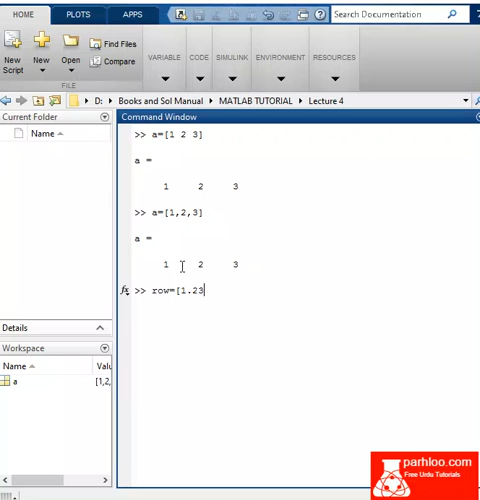 HOME PLOTS APPS Search Documentation
New Script
New
Open
Find Files
Compare
FILE
VARIABLE
CODE
SIMULINK
ENVIRONMENT
RESOURCES
D: Books and Sol Manual MATLAB TUTORIAL Lecture 4
Current Folder
Name
Details
Workspace
Name Valu
a [1,2,
Command Window
>> a=[1 2 3]
a =
1 2 3
>> a=[1,2,3]
a =
1 2 3
fx >> row=[1.23
parhloo.com
Free Urdu Tutorials